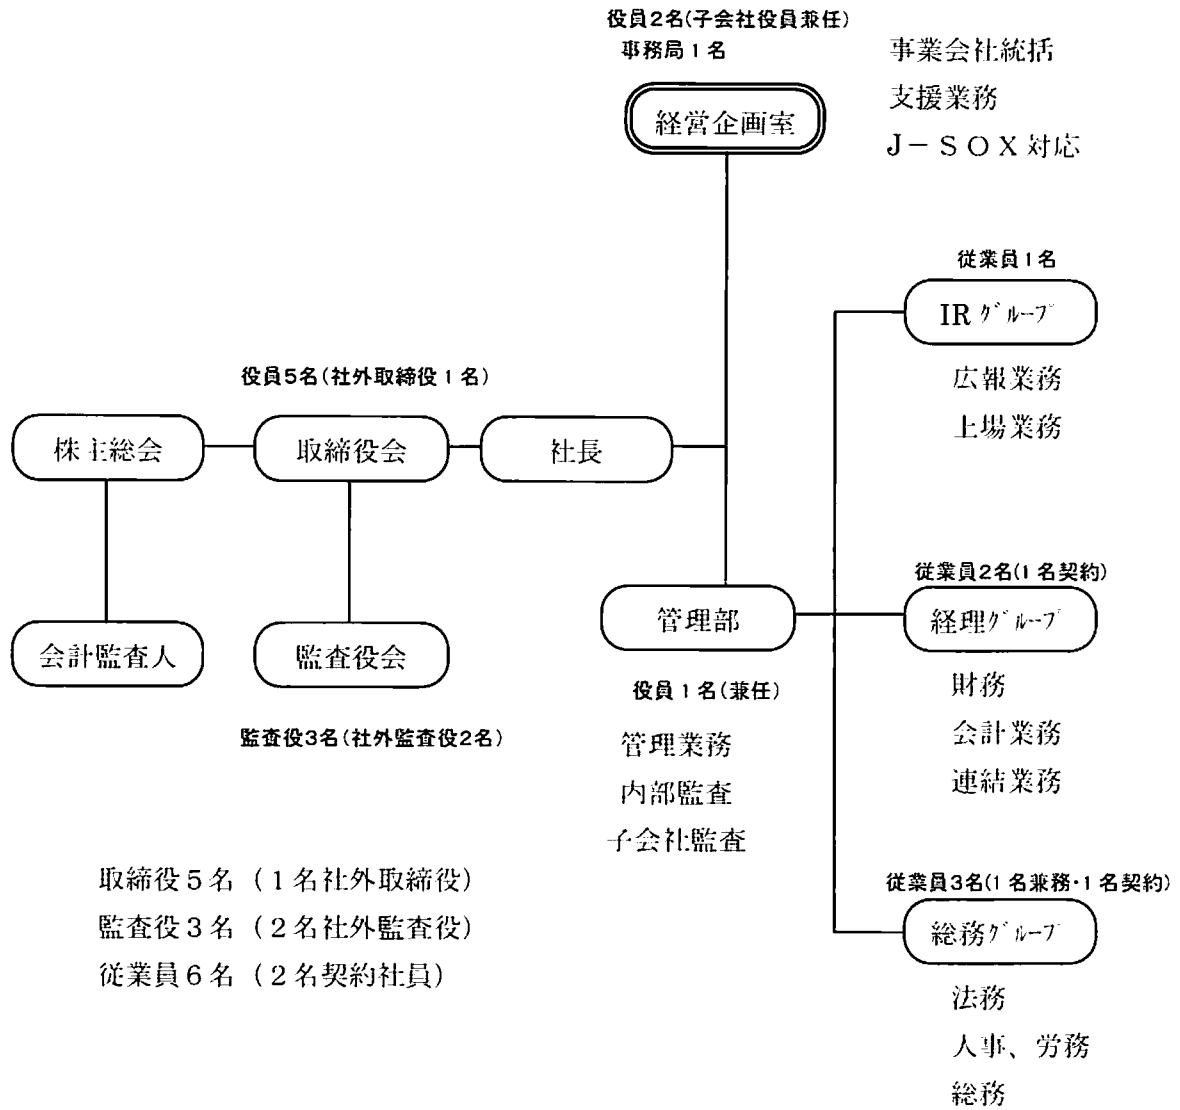 役員2名(子会社役員兼任)
事務局1名
経営企画室
事業会社統括
支援業務
J－ＳＯＸ対応
従業員1名
IRｸﾞﾙｰﾌﾟ
広報業務
上場業務
役員5名(社外取締役1名)
株主総会
取締役会
社長
会計監査人
監査役会
監査役3名(社外監査役2名)
管理部
役員1名(兼任)
管理業務
内部監査
子会社監査
従業員2名(1名契約)
経理ｸﾞﾙｰﾌﾟ
財務
会計業務
連結業務
従業員3名(1名兼務・1名契約)
総務ｸﾞﾙｰﾌﾟ
法務
人事、労務
総務
取締役５名（１名社外取締役）
監査役３名（２名社外監査役）
従業員６名（２名契約社員）